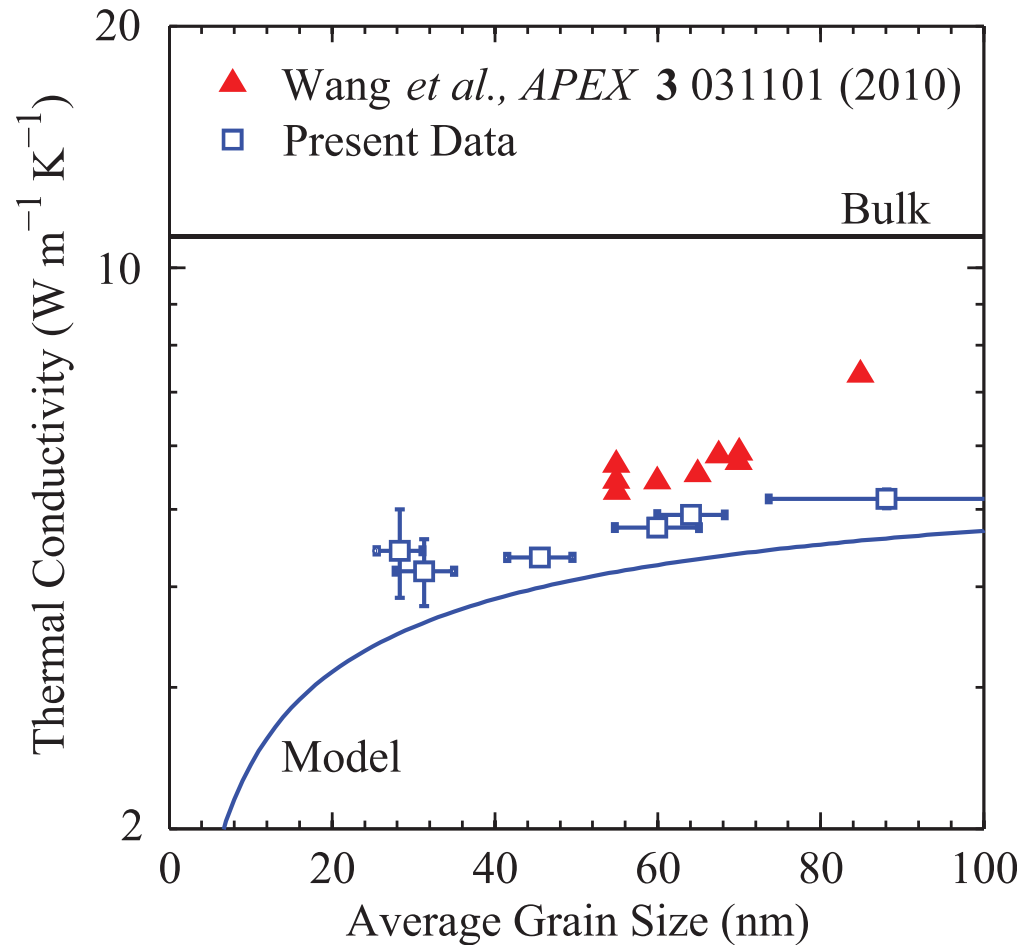 20
Wang et al., APEX 3 031101 (2010)
Present Data
Bulk
10
Thermal Conductivity (W m⁻¹ K⁻¹)
Model
2
0 20 40 60 80 100
Average Grain Size (nm)